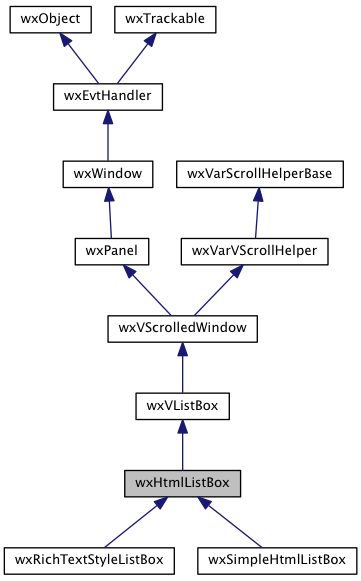 wxObject
wxTrackable
wxEvtHandler
wxWindow
wxVarScrollHelperBase
wxPanel
wxVarVScrollHelper
wxVScrolledWindow
wxVListBox
wxHtmlListBox
wxRichTextStyleListBox
wxSimpleHtmlListBox